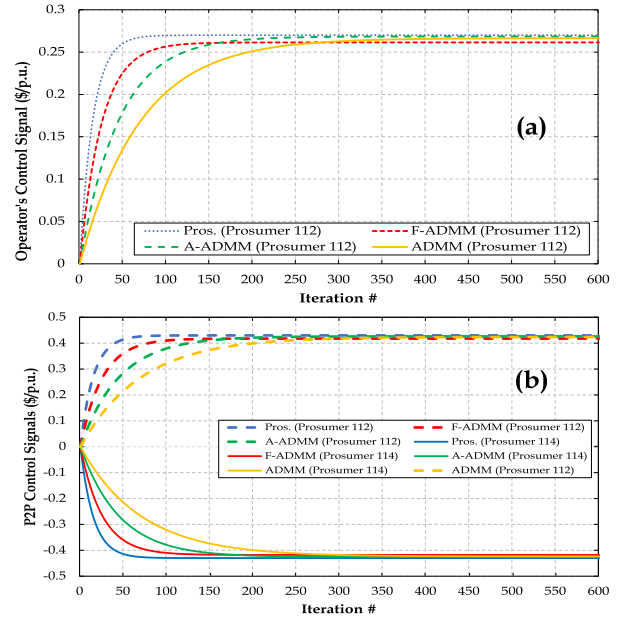 0.3
0.25
0.2
0.15
0.1
0.05
0
Operator's Control Signal ($/p.u.)
(a)
Pros. (Prosumer 112) F-ADMM (Prosumer 112)
A-ADMM (Prosumer 112) ADMM (Prosumer 112)
0 50 100 150 200 250 300 350 400 450 500 550 600
Iteration #
0.5
0.4
0.3
0.2
0.1
0
-0.1
-0.2
-0.3
-0.4
-0.5
P2P Control Signals ($/p.u.)
(b)
Pros. (Prosumer 112) F-ADMM (Prosumer 112)
A-ADMM (Prosumer 112) Pros. (Prosumer 114)
F-ADMM (Prosumer 114) A-ADMM (Prosumer 114)
ADMM (Prosumer 114) ADMM (Prosumer 112)
0 50 100 150 200 250 300 350 400 450 500 550 600
Iteration #